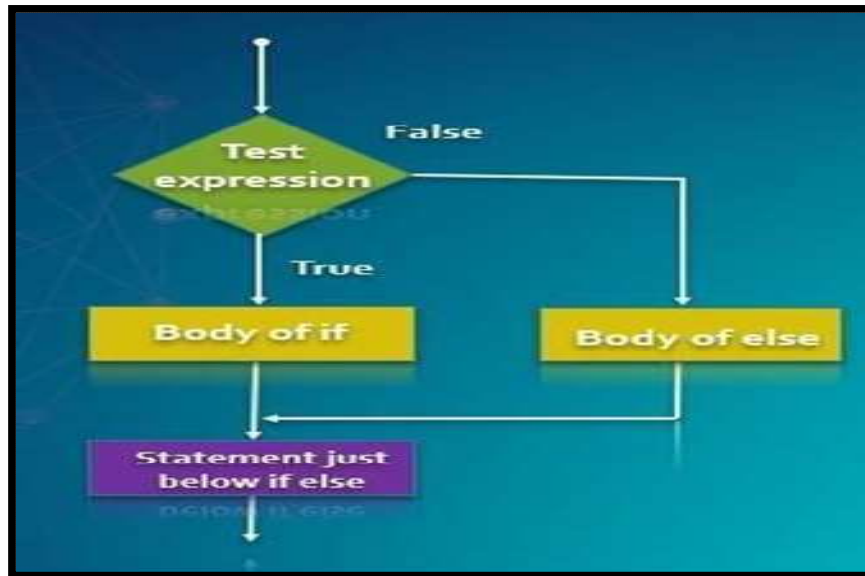 False
Test
expression
True
Body of if
Body of else
Statement just
below if else